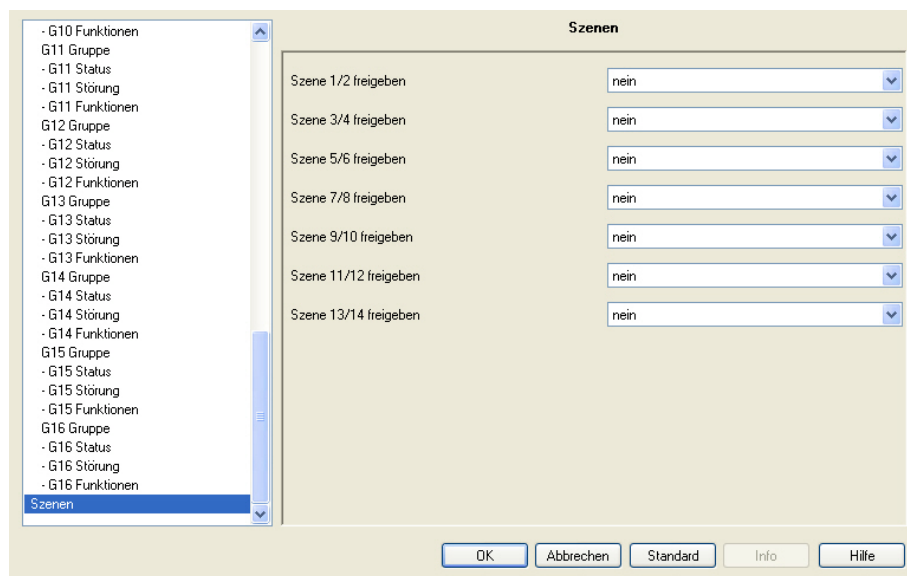 - G10 Funktionen
G11 Gruppe
- G11 Status
- G11 Störung
- G11 Funktionen
G12 Gruppe
- G12 Status
- G12 Störung
- G12 Funktionen
G13 Gruppe
- G13 Status
- G13 Störung
- G13 Funktionen
G14 Gruppe
- G14 Status
- G14 Störung
- G14 Funktionen
G15 Gruppe
- G15 Status
- G15 Störung
- G15 Funktionen
G16 Gruppe
- G16 Status
- G16 Störung
- G16 Funktionen
Szenen
Szenen
Szene 1/2 freigeben nein
Szene 3/4 freigeben nein
Szene 5/6 freigeben nein
Szene 7/8 freigeben nein
Szene 9/10 freigeben nein
Szene 11/12 freigeben nein
Szene 13/14 freigeben nein
OK Abbrechen Standard Info Hilfe